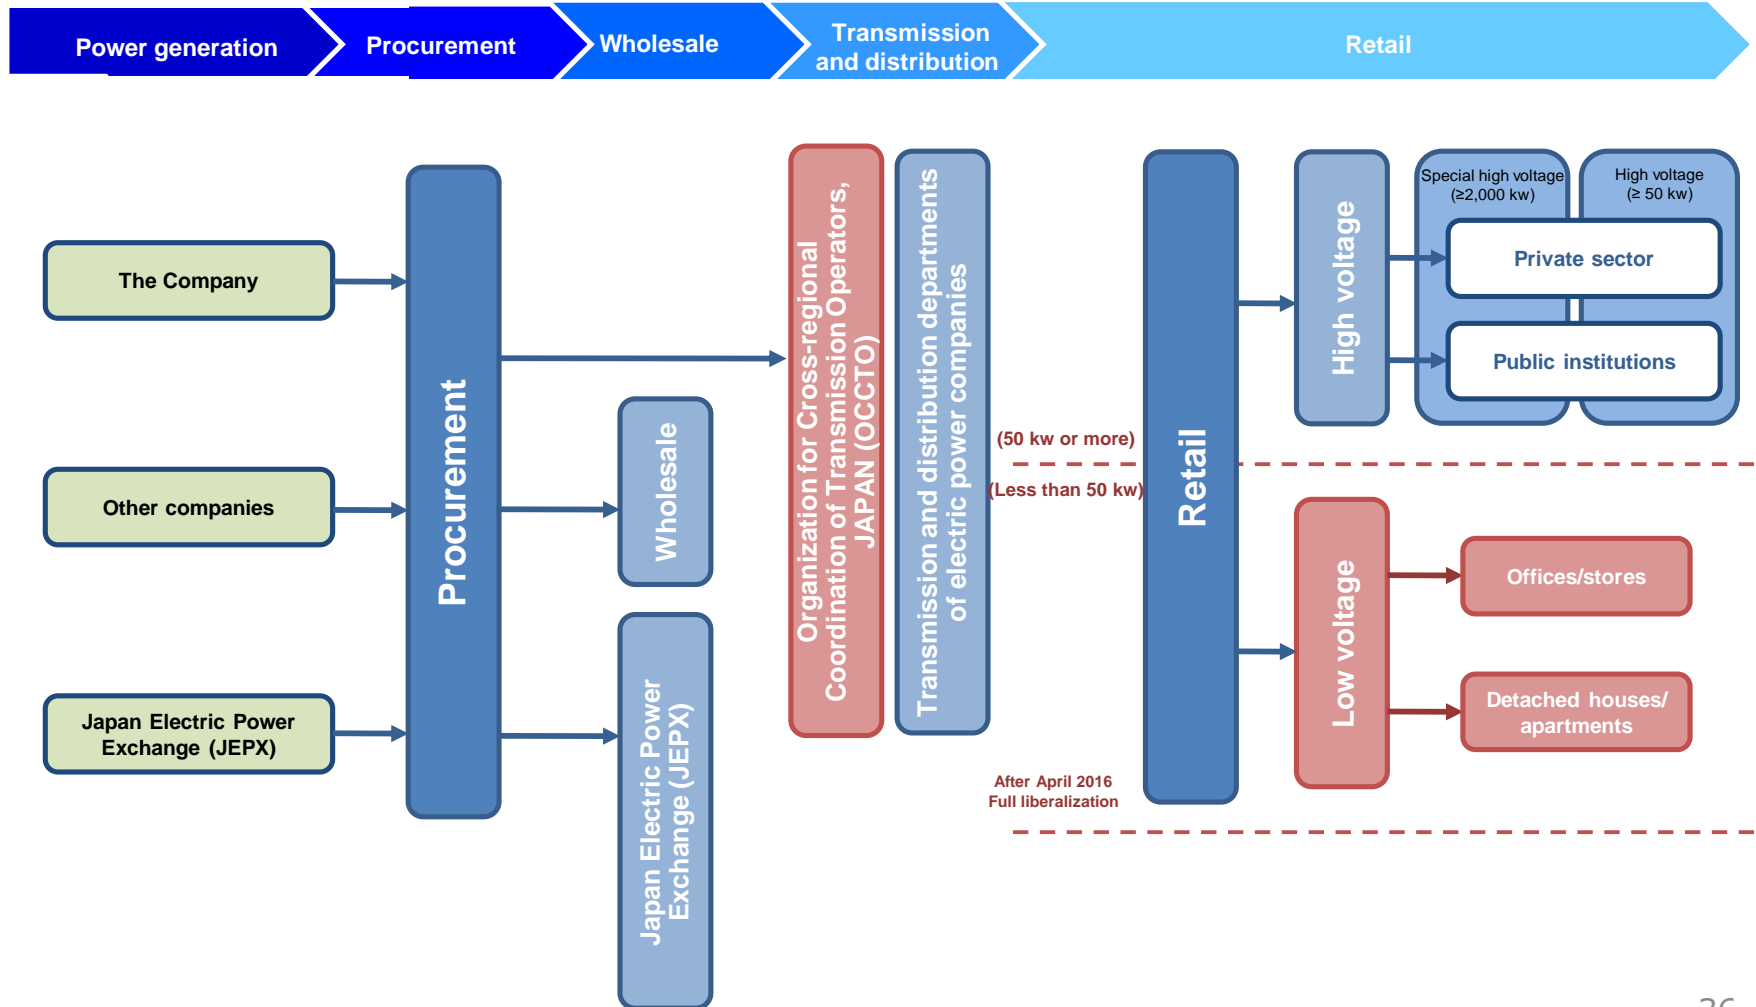 Power generation
Procurement
Wholesale
Transmission
and distribution
Retail
The Company
Other companies
Japan Electric Power
Exchange (JEPX)
Procurement
Wholesale
Japan Electric Power
Exchange (JEPX)
Organization for Cross-regional
Coordination of Transmission Operators,
JAPAN (OCCTO)
Transmission and distribution departments
of electric power companies
(50 kw or more)
(Less than 50 kw)
After April 2016
Full liberalization
Retail
High voltage
Special high voltage
(≥2,000 kw)
High voltage
(≥ 50 kw)
Private sector
Public institutions
Low voltage
Offices/stores
Detached houses/
apartments